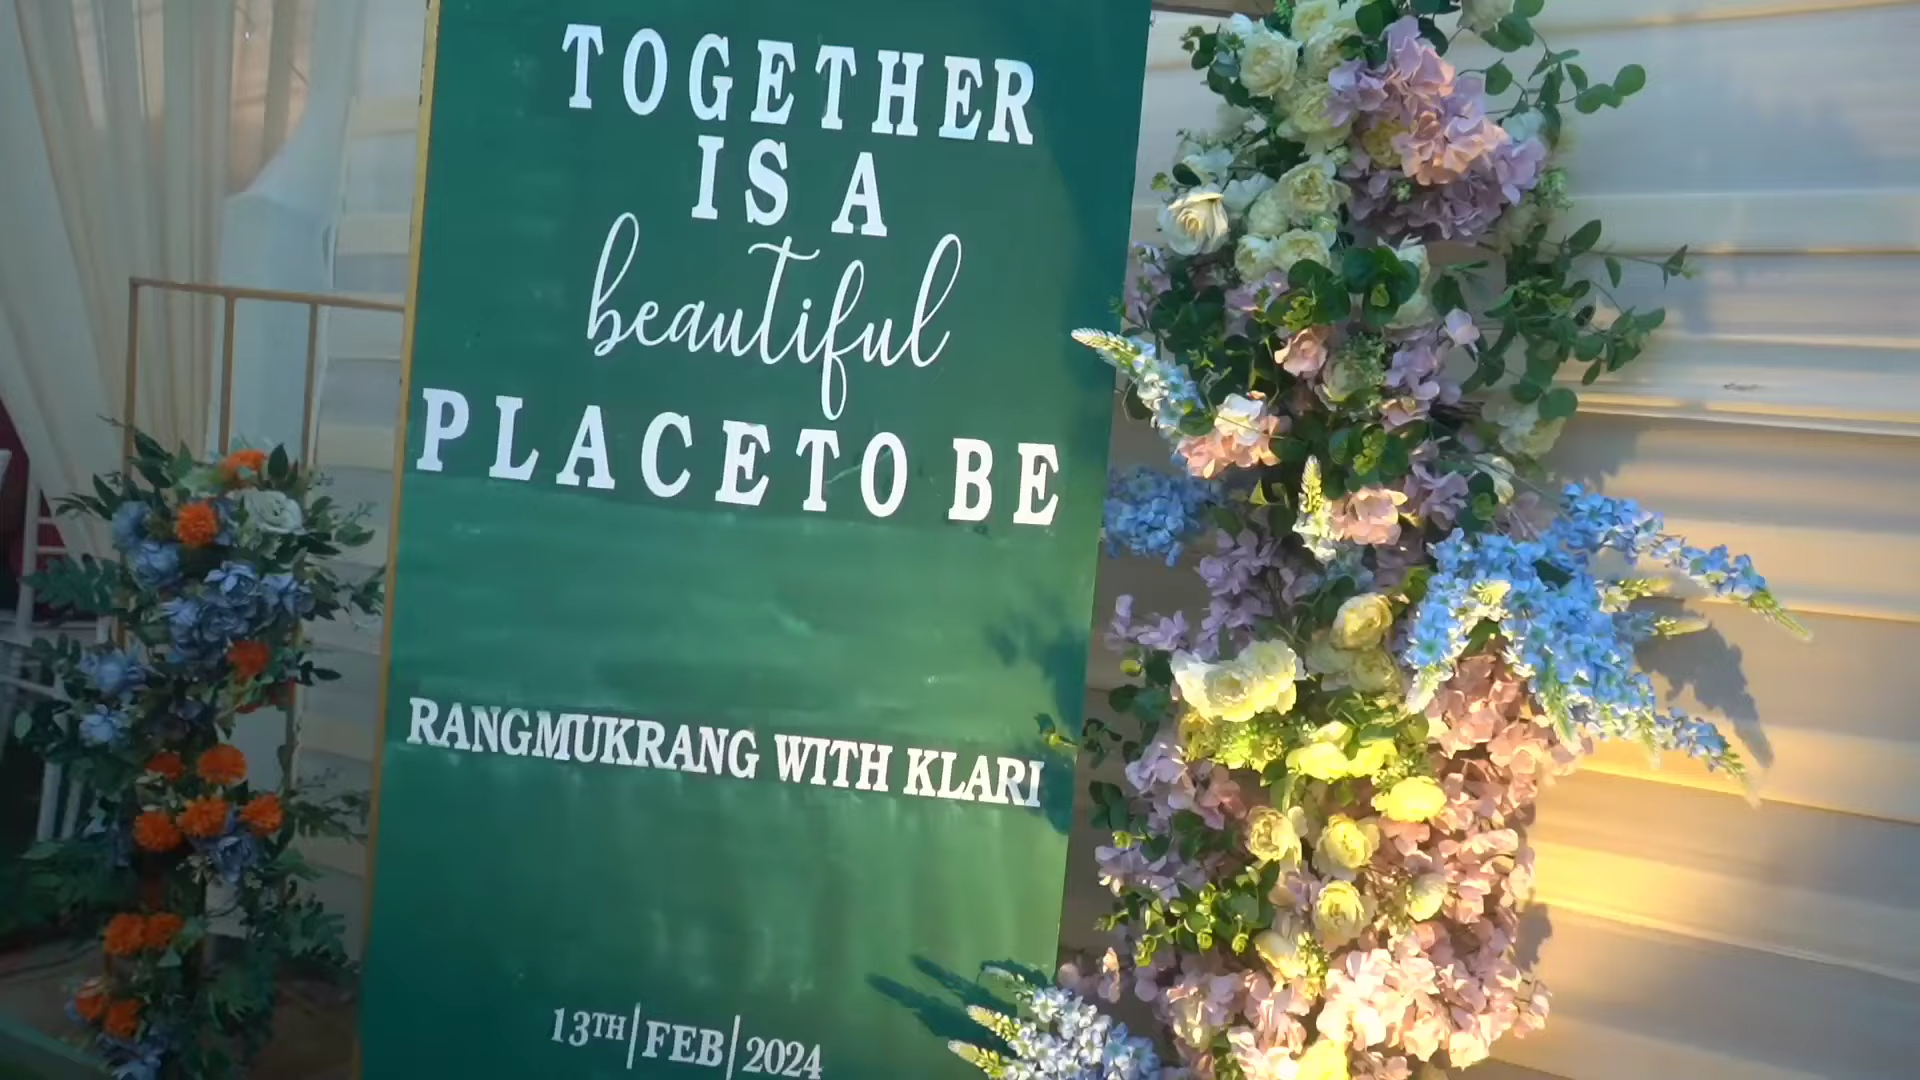 TOGETHER
IS A
beautiful
PLACE TO BE
RANGMUKRANG WITH KLARI
13TH|FEB|2024